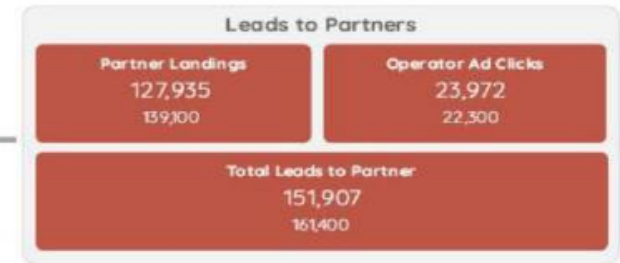 Leads to Partners
Partner Landings
127,935
139,100
Operator Ad Clicks
23,972
22,300
Total Leads to Partner
151,907
161,400